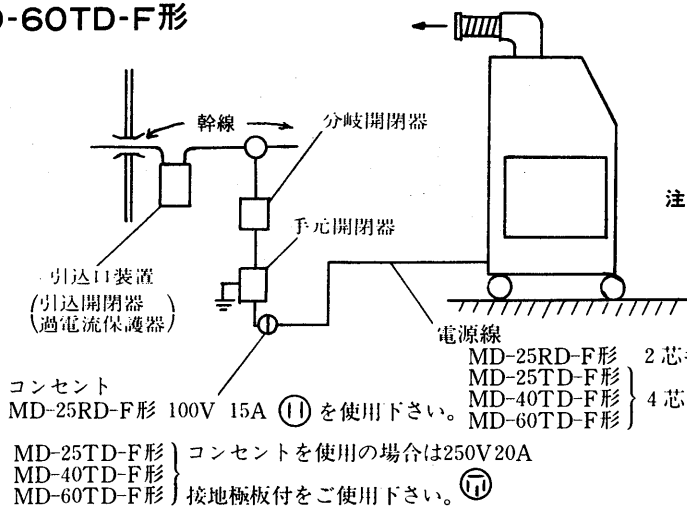 -60TD-F形
幹線
分岐開閉器
注
手元開閉器
引込口装置
(引込開閉器
過電流保護器)
電源線
MD-25RD-F形 2芯
MD-25TD-F形
MD-40TD-F形 4芯
MD-60TD-F形
コンセント
MD-25RD-F形 100V 15A を使用下さい。
MD-25TD-F形 コンセントを使用の場合は250V20A
MD-40TD-F形
MD-60TD-F形 接地極板付をご使用下さい。